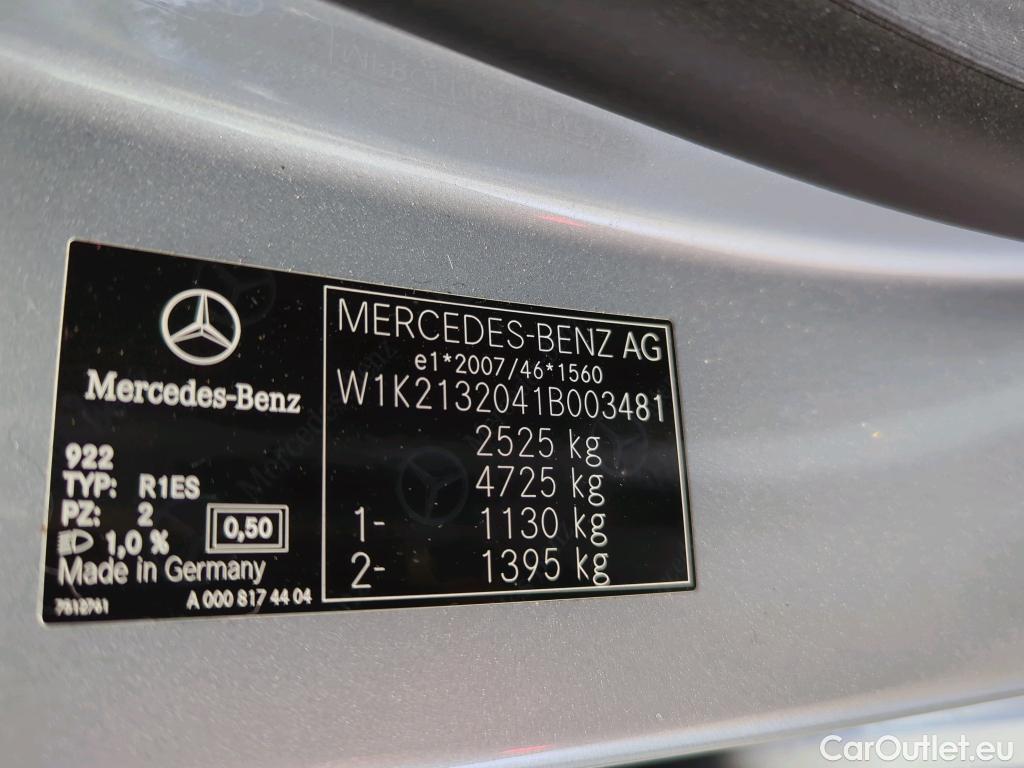 Mercedes-Benz
922
TYP: R1ES
PZ: 2
0,50
1,0 %
Made in Germany
7812761
A 000 817 44 04
MERCEDES-BENZ AG
e1*2007/46*1560
W1K2132041B003481
2525 kg
4725 kg
1- 1130 kg
2- 1395 kg
CarOutlet.eu